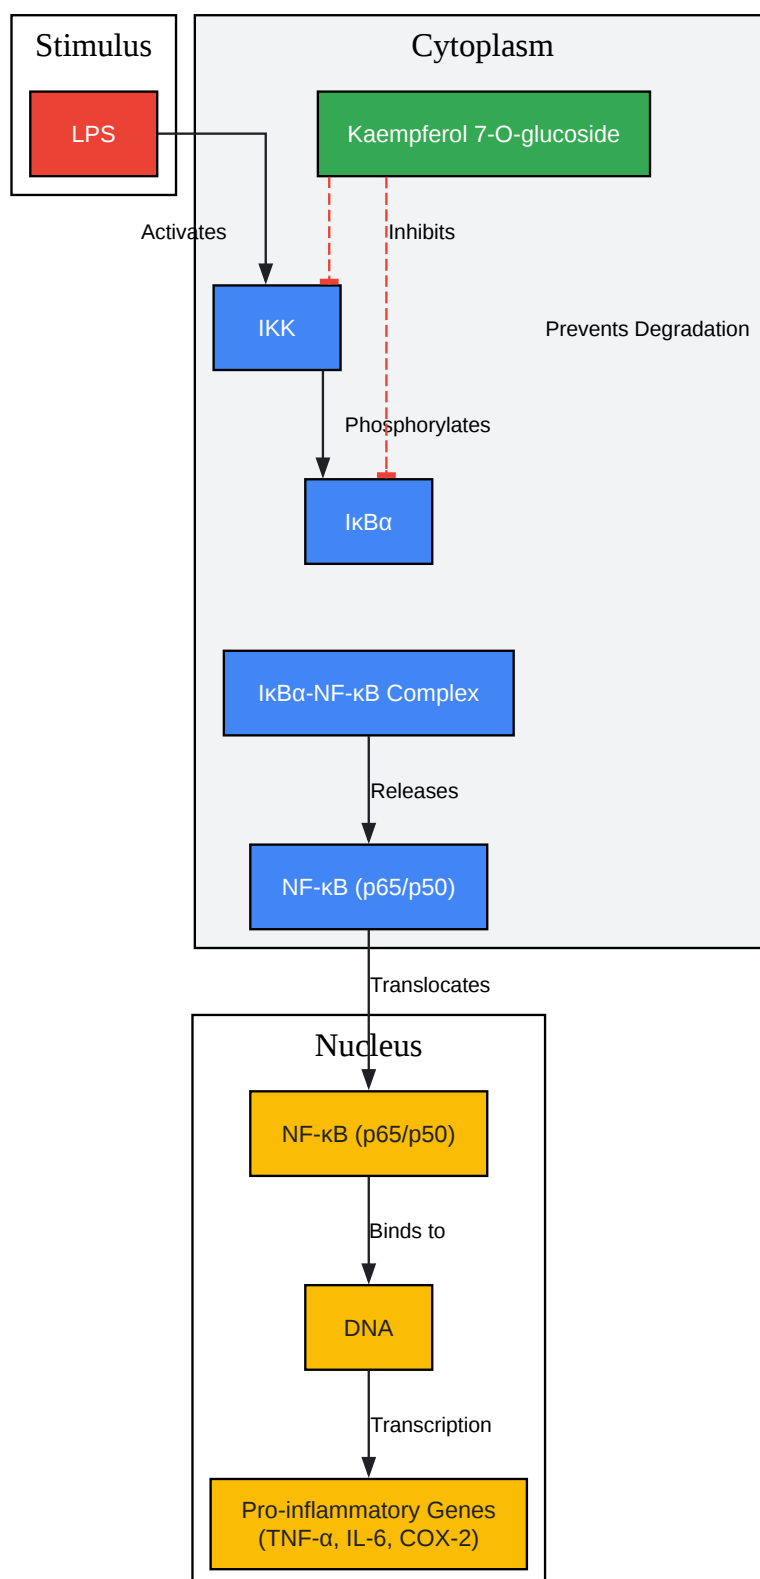 Stimulus
Cytoplasm
LPS
Kaempferol 7-O-glucoside
Activates
Inhibits
IKK
Prevents Degradation
Phosphorylates
IκBα
IκBα-NF-κB Complex
Releases
NF-κB (p65/p50)
Translocates
Nucleus
NF-κB (p65/p50)
Binds to
DNA
Transcription
Pro-inflammatory Genes
(TNF-α, IL-6, COX-2)